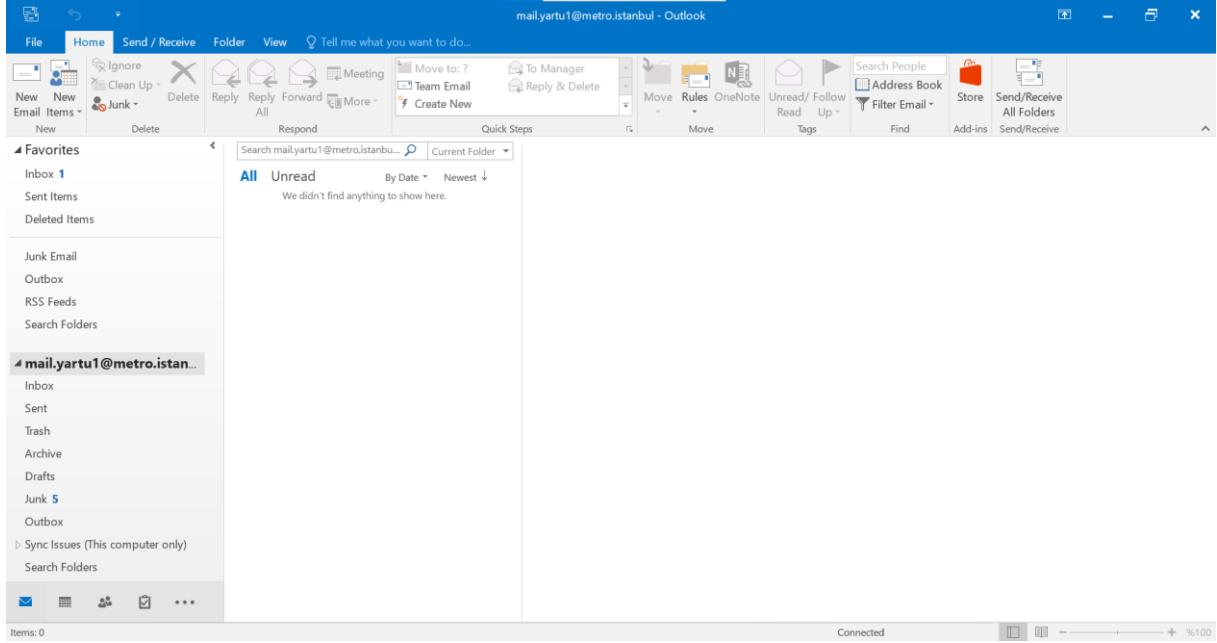 mail.yartu1@metro.istanbul - Outlook
File Home Send / Receive Folder View Tell me what you want to do...
New Email
New Items
Ignore
Clean Up
Junk
Delete
Reply
Reply All
Forward
Meeting
More
Move to: ?
Team Email
Create New
To Manager
Reply & Delete
Move
Rules
OneNote
Unread/ Read
Follow Up
Search People
Address Book
Filter Email
Store
Send/Receive All Folders
New Delete Respond Quick Steps Move Tags Find Add-ins Send/Receive
Favorites
Inbox 1
Sent Items
Deleted Items
Junk Email
Outbox
RSS Feeds
Search Folders
mail.yartu1@metro.istan...
Inbox
Sent
Trash
Archive
Drafts
Junk 5
Outbox
Sync Issues (This computer only)
Search Folders
Search mail.yartu1@metro.istanbu... Current Folder
All Unread By Date Newest
We didn't find anything to show here.
Items: 0 Connected %100